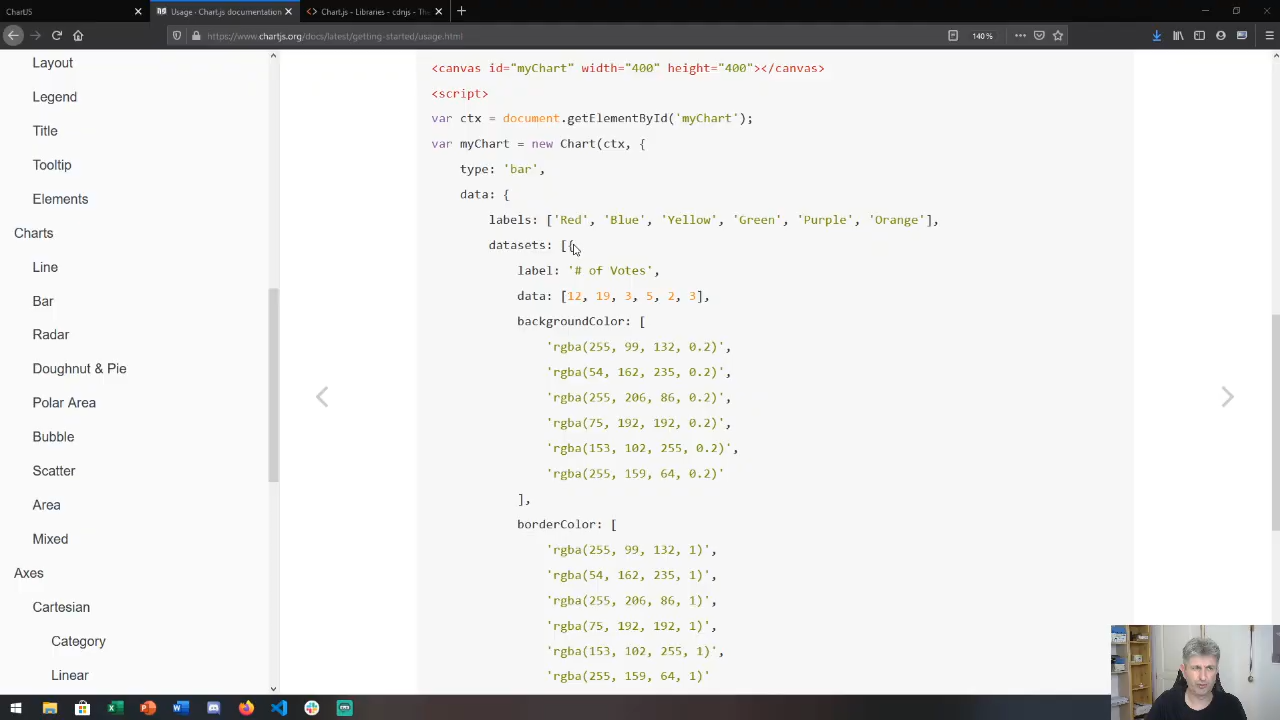 ChartJS
Usage · Chart.js documentation
Chart.js - Libraries - cdnjs - The
https://www.chartjs.org/docs/latest/getting-started/usage.html
140%
Layout
Legend
Title
Tooltip
Elements
Charts
Line
Bar
Radar
Doughnut & Pie
Polar Area
Bubble
Scatter
Area
Mixed
Axes
Cartesian
Category
Linear
<canvas id="myChart" width="400" height="400"></canvas>
<script>
var ctx = document.getElementById('myChart');
var myChart = new Chart(ctx, {
type: 'bar',
data: {
labels: ['Red', 'Blue', 'Yellow', 'Green', 'Purple', 'Orange'],
datasets: [{
label: '# of Votes',
data: [12, 19, 3, 5, 2, 3],
backgroundColor: [
'rgba(255, 99, 132, 0.2)',
'rgba(54, 162, 235, 0.2)',
'rgba(255, 206, 86, 0.2)',
'rgba(75, 192, 192, 0.2)',
'rgba(153, 102, 255, 0.2)',
'rgba(255, 159, 64, 0.2)'
],
borderColor: [
'rgba(255, 99, 132, 1)',
'rgba(54, 162, 235, 1)',
'rgba(255, 206, 86, 1)',
'rgba(75, 192, 192, 1)',
'rgba(153, 102, 255, 1)',
'rgba(255, 159, 64, 1)'